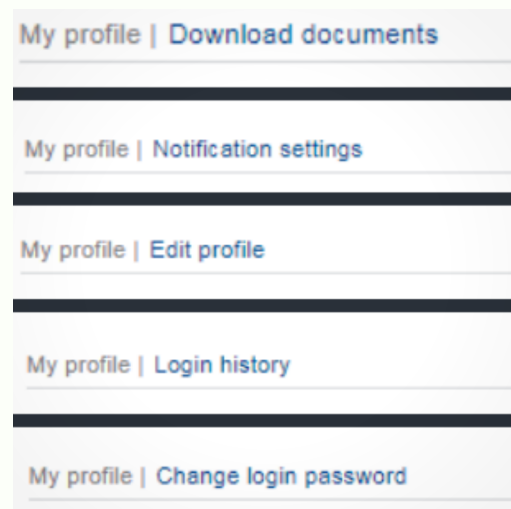 My profile | Download documents
My profile | Notification settings
My profile | Edit profile
My profile | Login history
My profile | Change login password